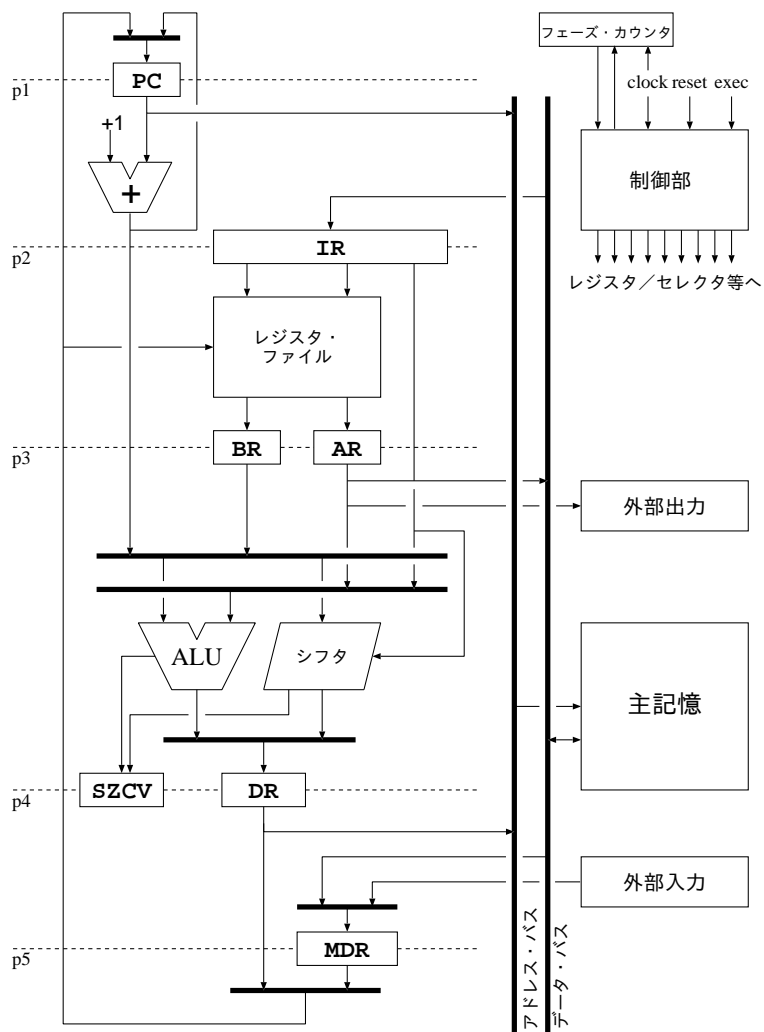 フェーズ・カウンタ
p1
PC
clock reset exec
+1
+
制御部
p2
IR
レジスタ／セレクタ等へ
レジスタ・
ファイル
p3
BR
AR
外部出力
ALU
シフタ
主記憶
p4
SZCV
DR
外部入力
p5
MDR
アドレス・バス
データ・バス